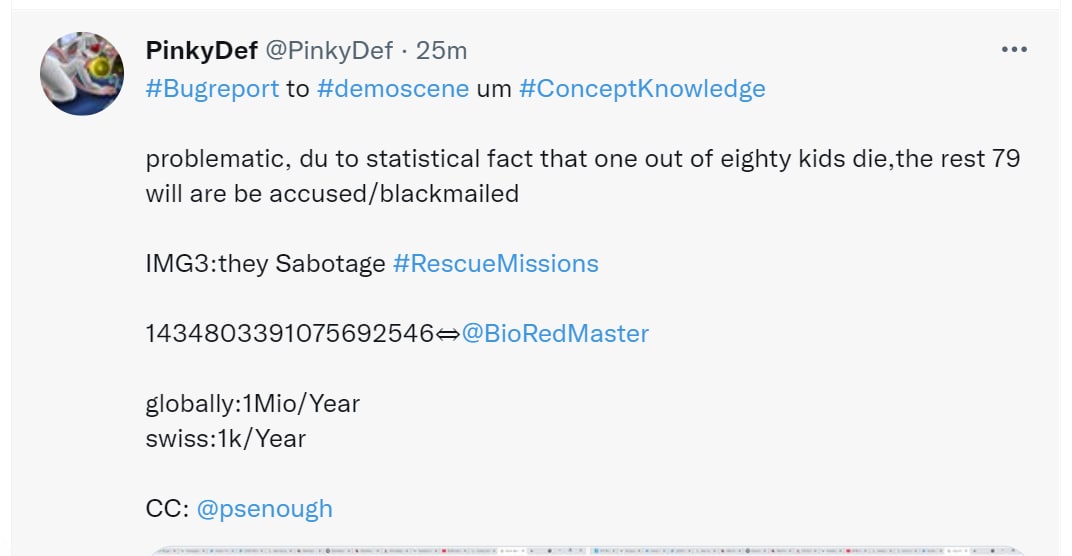 PinkyDef @PinkyDef · 25m
#Bugreport to #demoscene um #ConceptKnowledge
problematic, du to statistical fact that one out of eighty kids die,the rest 79
will are be accused/blackmailed
IMG3:they Sabotage #RescueMissions
1434803391075692546⇔@BioRedMaster
globally:1Mio/Year
swiss:1k/Year
CC: @psenough